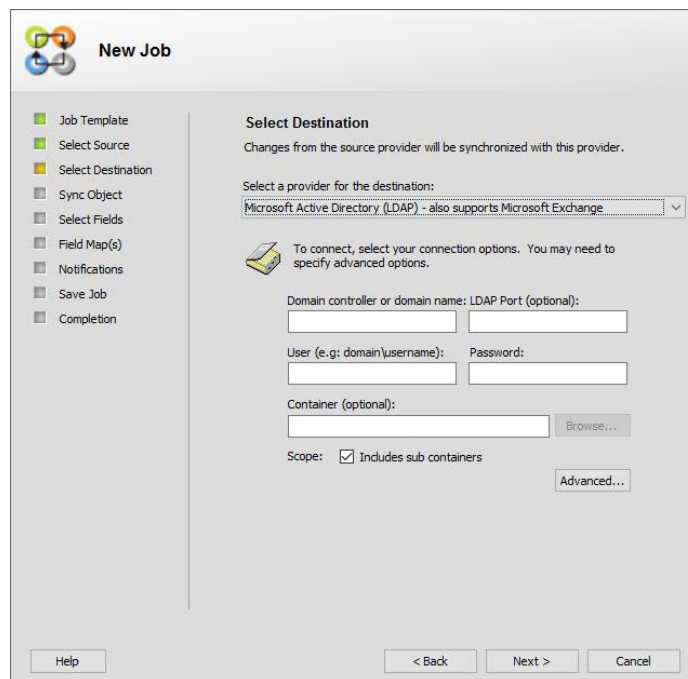 New Job
Job Template
Select Source
Select Destination
Sync Object
Select Fields
Field Map(s)
Notifications
Save Job
Completion
Select Destination
Changes from the source provider will be synchronized with this provider.
Select a provider for the destination:
Microsoft Active Directory (LDAP) - also supports Microsoft Exchange
To connect, select your connection options. You may need to
specify advanced options.
Domain controller or domain name: LDAP Port (optional):
User (e.g: domain\username): Password:
Container (optional):
Browse...
Scope: Includes sub containers
Advanced...
Help
< Back
Next >
Cancel